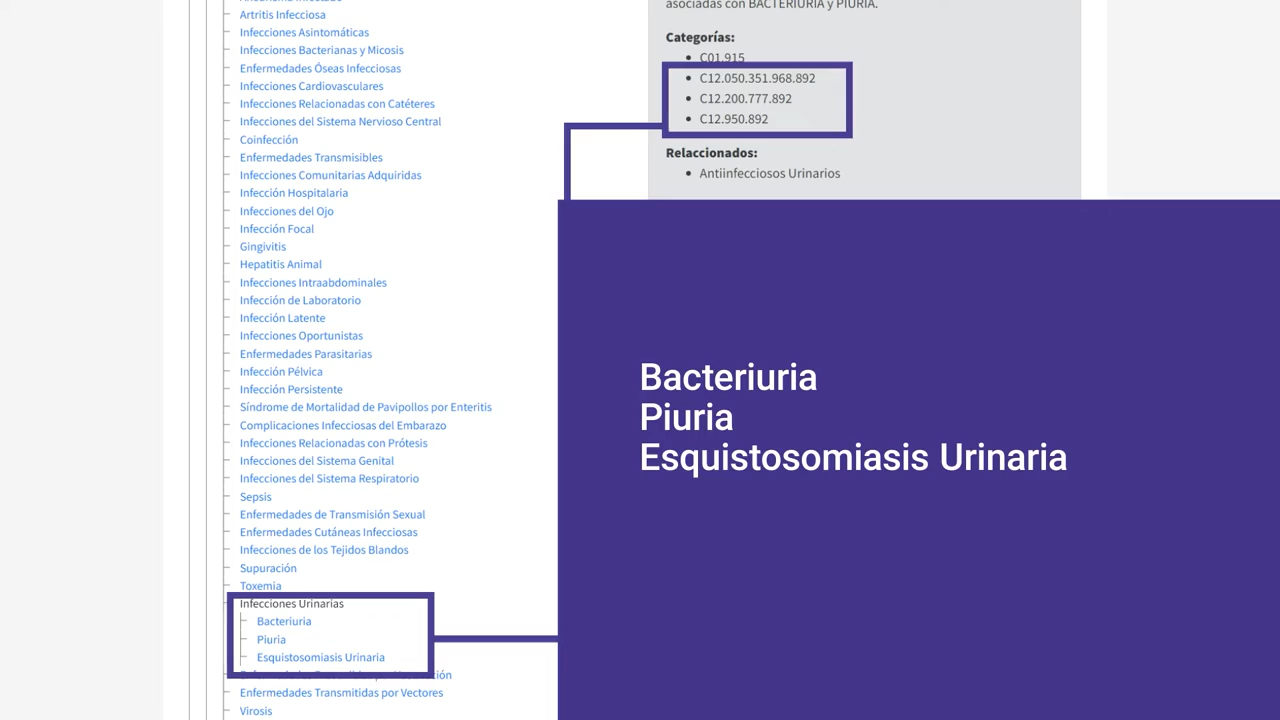 Artritis Infecciosa
Infecciones Asintomáticas
Infecciones Bacterianas y Micosis
Enfermedades Óseas Infecciosas
Infecciones Cardiovasculares
Infecciones Relacionadas con Catéteres
Infecciones del Sistema Nervioso Central
Coinfección
Enfermedades Transmisibles
Infecciones Comunitarias Adquiridas
Infección Hospitalaria
Infecciones del Ojo
Infección Focal
Gingivitis
Hepatitis Animal
Infecciones Intraabdominales
Infección de Laboratorio
Infección Latente
Infecciones Oportunistas
Enfermedades Parasitarias
Infección Pélvica
Infección Persistente
Síndrome de Mortalidad de Pavipollos por Enteritis
Complicaciones Infecciosas del Embarazo
Infecciones Relacionadas con Prótesis
Infecciones del Sistema Genital
Infecciones del Sistema Respiratorio
Sepsis
Enfermedades de Transmisión Sexual
Enfermedades Cutáneas Infecciosas
Infecciones de los Tejidos Blandos
Supuración
Toxemia
Infecciones Urinarias
Bacteriuria
Piuria
Esquistosomiasis Urinaria
Enfermedades Transmitidas por Vectores
Virosis
asociadas con BACTERIURIA y PIURIA.
Categorías:
C01.915
C12.050.351.968.892
C12.200.777.892
C12.950.892
Relaccionados:
Antiinfecciosos Urinarios
Bacteriuria
Piuria
Esquistosomiasis Urinaria